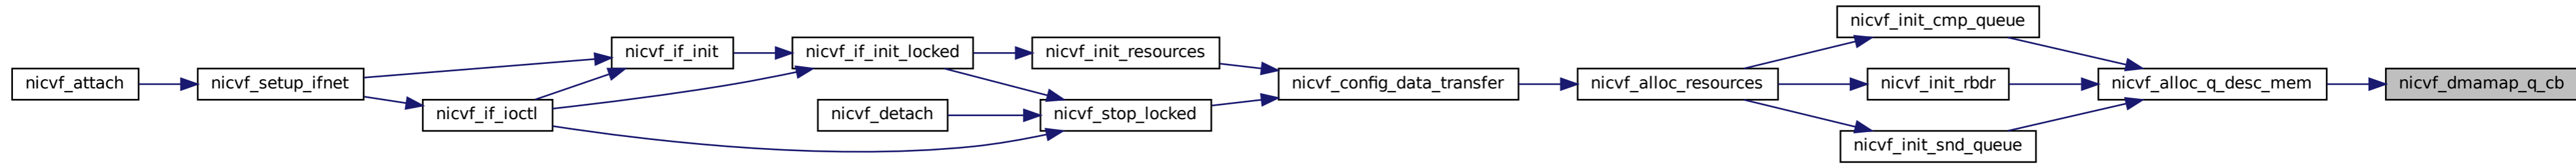 nicvf_attach
nicvf_setup_ifnet
nicvf_if_init
nicvf_if_ioctl
nicvf_if_init_locked
nicvf_detach
nicvf_init_resources
nicvf_stop_locked
nicvf_config_data_transfer
nicvf_alloc_resources
nicvf_init_cmp_queue
nicvf_init_rbdr
nicvf_init_snd_queue
nicvf_alloc_q_desc_mem
nicvf_dmamap_q_cb